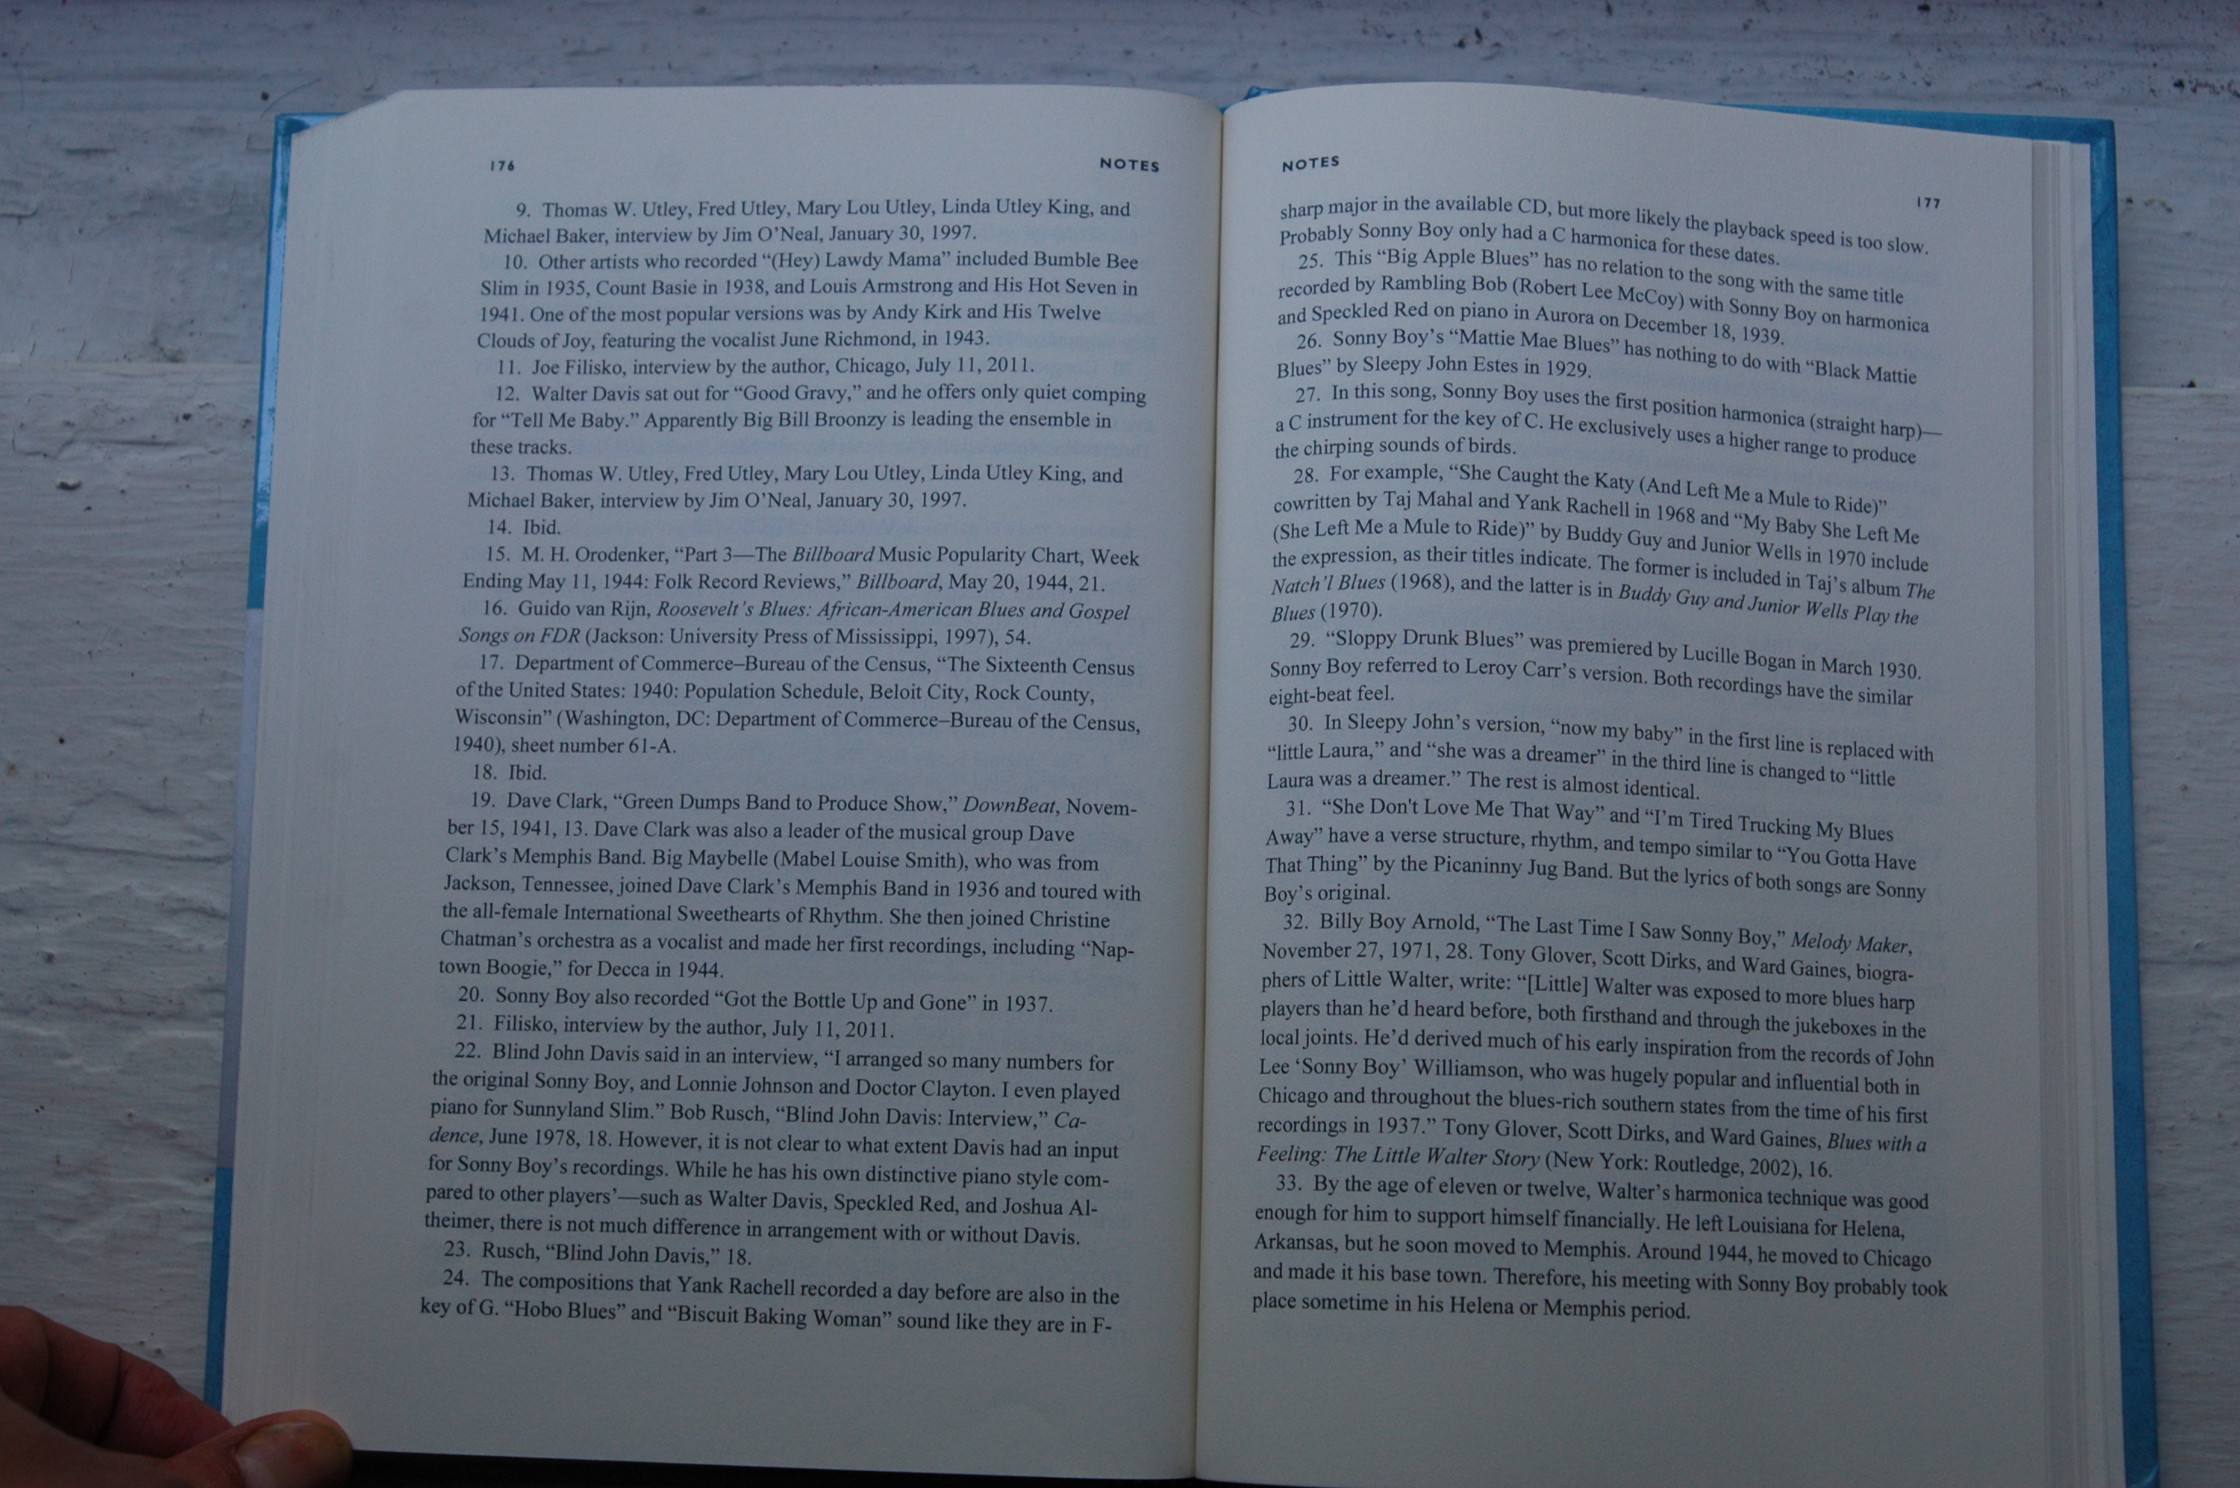 176
NOTES
9. Thomas W. Utley, Fred Utley, Mary Lou Utley, Linda Utley King, and
Michael Baker, interview by Jim O’Neal, January 30, 1997.
10. Other artists who recorded “(Hey) Lawdy Mama” included Bumble Bee
Slim in 1935, Count Basie in 1938, and Louis Armstrong and His Hot Seven in
1941. One of the most popular versions was by Andy Kirk and His Twelve
Clouds of Joy, featuring the vocalist June Richmond, in 1943.
11. Joe Filisko, interview by the author, Chicago, July 11, 2011.
12. Walter Davis sat out for “Good Gravy,” and he offers only quiet comping
for “Tell Me Baby.” Apparently Big Bill Broonzy is leading the ensemble in
these tracks.
13. Thomas W. Utley, Fred Utley, Mary Lou Utley, Linda Utley King, and
Michael Baker, interview by Jim O’Neal, January 30, 1997.
14. Ibid.
15. M. H. Orodenker, “Part 3—The Billboard Music Popularity Chart, Week
Ending May 11, 1944: Folk Record Reviews,” Billboard, May 20, 1944, 21.
16. Guido van Rijn, Roosevelt’s Blues: African-American Blues and Gospel
Songs on FDR (Jackson: University Press of Mississippi, 1997), 54.
17. Department of Commerce–Bureau of the Census, “The Sixteenth Census
of the United States: 1940: Population Schedule, Beloit City, Rock County,
Wisconsin” (Washington, DC: Department of Commerce–Bureau of the Census,
1940), sheet number 61-A.
18. Ibid.
19. Dave Clark, “Green Dumps Band to Produce Show,” DownBeat, Novem-
ber 15, 1941, 13. Dave Clark was also a leader of the musical group Dave
Clark’s Memphis Band. Big Maybelle (Mabel Louise Smith), who was from
Jackson, Tennessee, joined Dave Clark’s Memphis Band in 1936 and toured with
the all-female International Sweethearts of Rhythm. She then joined Christine
Chatman’s orchestra as a vocalist and made her first recordings, including “Nap-
town Boogie,” for Decca in 1944.
20. Sonny Boy also recorded “Got the Bottle Up and Gone” in 1937.
21. Filisko, interview by the author, July 11, 2011.
22. Blind John Davis said in an interview, “I arranged so many numbers for
the original Sonny Boy, and Lonnie Johnson and Doctor Clayton. I even played
piano for Sunnyland Slim.” Bob Rusch, “Blind John Davis: Interview,” Ca-
dence, June 1978, 18. However, it is not clear to what extent Davis had an input
for Sonny Boy’s recordings. While he has his own distinctive piano style com-
pared to other players’—such as Walter Davis, Speckled Red, and Joshua Al-
theimer, there is not much difference in arrangement with or without Davis.
23. Rusch, “Blind John Davis,” 18.
24. The compositions that Yank Rachell recorded a day before are also in the
key of G. “Hobo Blues” and “Biscuit Baking Woman” sound like they are in F-
NOTES
177
sharp major in the available CD, but more likely the playback speed is too slow.
Probably Sonny Boy only had a C harmonica for these dates.
25. This “Big Apple Blues” has no relation to the song with the same title
recorded by Rambling Bob (Robert Lee McCoy) with Sonny Boy on harmonica
and Speckled Red on piano in Aurora on December 18, 1939.
26. Sonny Boy’s “Mattie Mae Blues” has nothing to do with “Black Mattie
Blues” by Sleepy John Estes in 1929.
27. In this song, Sonny Boy uses the first position harmonica (straight harp)—
a C instrument for the key of C. He exclusively uses a higher range to produce
the chirping sounds of birds.
28. For example, “She Caught the Katy (And Left Me a Mule to Ride)”
cowritten by Taj Mahal and Yank Rachell in 1968 and “My Baby She Left Me
(She Left Me a Mule to Ride)” by Buddy Guy and Junior Wells in 1970 include
the expression, as their titles indicate. The former is included in Taj’s album The
Natch’l Blues (1968), and the latter is in Buddy Guy and Junior Wells Play the
Blues (1970).
29. “Sloppy Drunk Blues” was premiered by Lucille Bogan in March 1930.
Sonny Boy referred to Leroy Carr’s version. Both recordings have the similar
eight-beat feel.
30. In Sleepy John’s version, “now my baby” in the first line is replaced with
“little Laura,” and “she was a dreamer” in the third line is changed to “little
Laura was a dreamer.” The rest is almost identical.
31. “She Don't Love Me That Way” and “I’m Tired Trucking My Blues
Away” have a verse structure, rhythm, and tempo similar to “You Gotta Have
That Thing” by the Picaninny Jug Band. But the lyrics of both songs are Sonny
Boy’s original.
32. Billy Boy Arnold, “The Last Time I Saw Sonny Boy,” Melody Maker,
November 27, 1971, 28. Tony Glover, Scott Dirks, and Ward Gaines, biogra-
phers of Little Walter, write: “[Little] Walter was exposed to more blues harp
players than he’d heard before, both firsthand and through the jukeboxes in the
local joints. He’d derived much of his early inspiration from the records of John
Lee ‘Sonny Boy’ Williamson, who was hugely popular and influential both in
Chicago and throughout the blues-rich southern states from the time of his first
recordings in 1937.” Tony Glover, Scott Dirks, and Ward Gaines, Blues with a
Feeling: The Little Walter Story (New York: Routledge, 2002), 16.
33. By the age of eleven or twelve, Walter’s harmonica technique was good
enough for him to support himself financially. He left Louisiana for Helena,
Arkansas, but he soon moved to Memphis. Around 1944, he moved to Chicago
and made it his base town. Therefore, his meeting with Sonny Boy probably took
place sometime in his Helena or Memphis period.